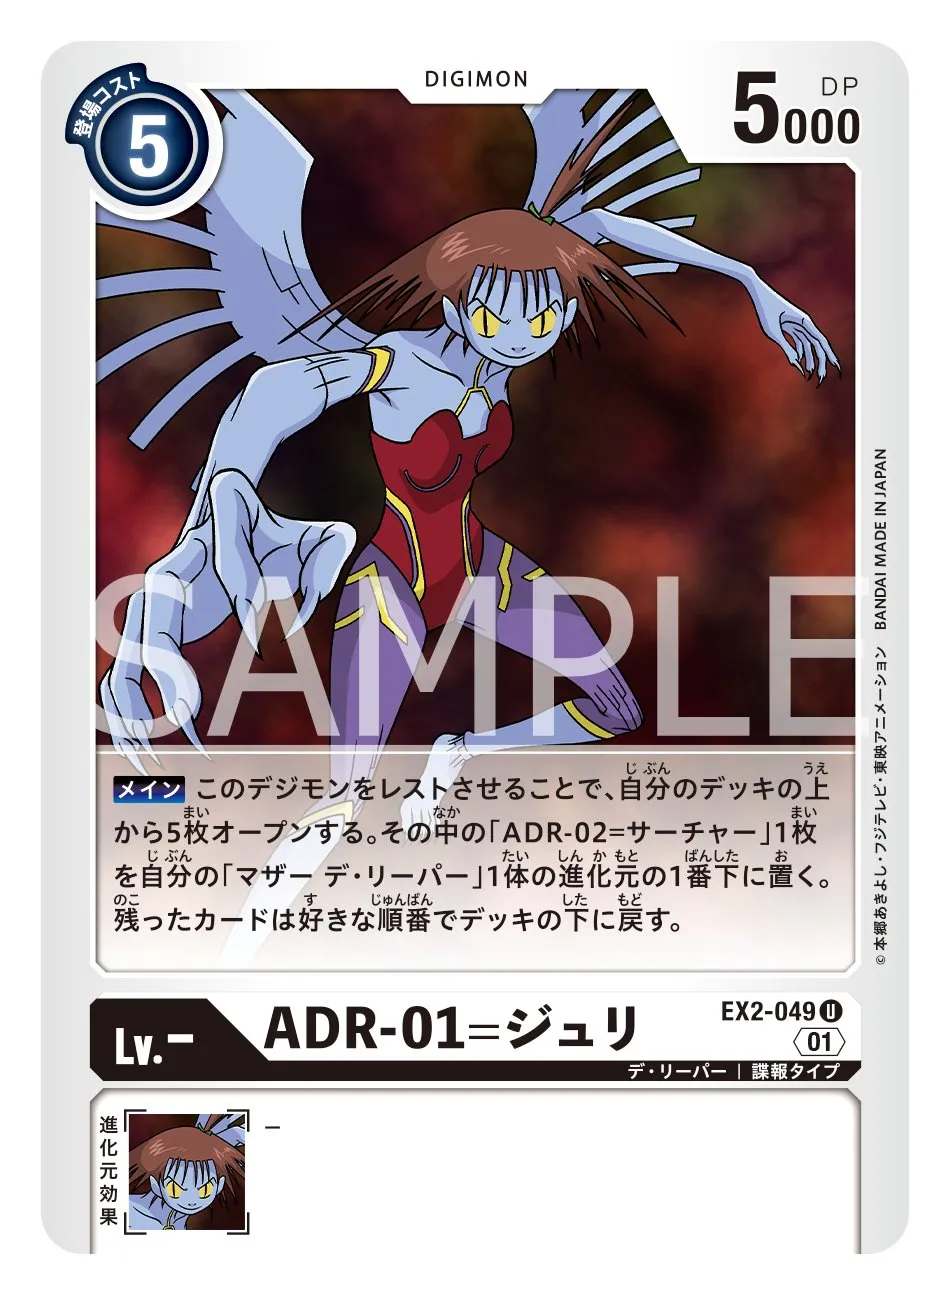 DIGIMON
登場コスト
5
DP
5000
SAMPLE
メイン このデジモンをレストさせることで、自分のデッキの上
から5枚オープンする。その中の「ADR-02=サーチャー」1枚
を自分の「マザー デ・リーパー」1体の進化元の1番下に置く。
残ったカードは好きな順番でデッキの下に戻す。
©本郷あきよし・フジテレビ・東映アニメーション BANDAI MADE IN JAPAN
Lv.-
ADR-01=ジュリ
EX2-049 U
01
デ・リーパー | 諜報タイプ
進化元効果
-